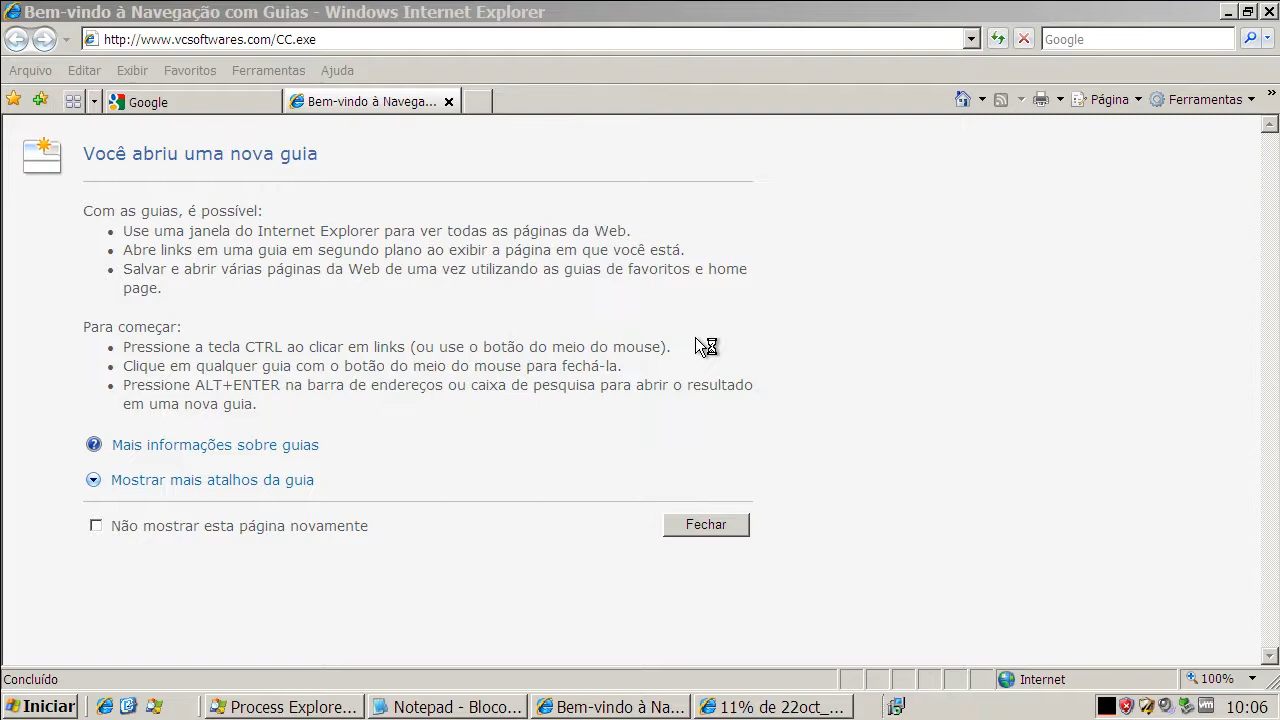 Bem-vindo à Navegação com Guias - Windows Internet Explorer
http://www.vcsoftwares.com/CC.exe
Google
Arquivo Editar Exibir Favoritos Ferramentas Ajuda
Google
Bem-vindo à Navega...
Página
Ferramentas
Você abriu uma nova guia
Com as guias, é possível:
Use uma janela do Internet Explorer para ver todas as páginas da Web.
Abre links em uma guia em segundo plano ao exibir a página em que você está.
Salvar e abrir várias páginas da Web de uma vez utilizando as guias de favoritos e home
page.
Para começar:
Pressione a tecla CTRL ao clicar em links (ou use o botão do meio do mouse).
Clique em qualquer guia com o botão do meio do mouse para fechá-la.
Pressione ALT+ENTER na barra de endereços ou caixa de pesquisa para abrir o resultado
em uma nova guia.
Mais informações sobre guias
Mostrar mais atalhos da guia
Não mostrar esta página novamente
Fechar
Concluído
Internet
100%
Iniciar
Process Explore...
Notepad - Bloco...
Bem-vindo à Na...
11% de 22oct_...
10:06